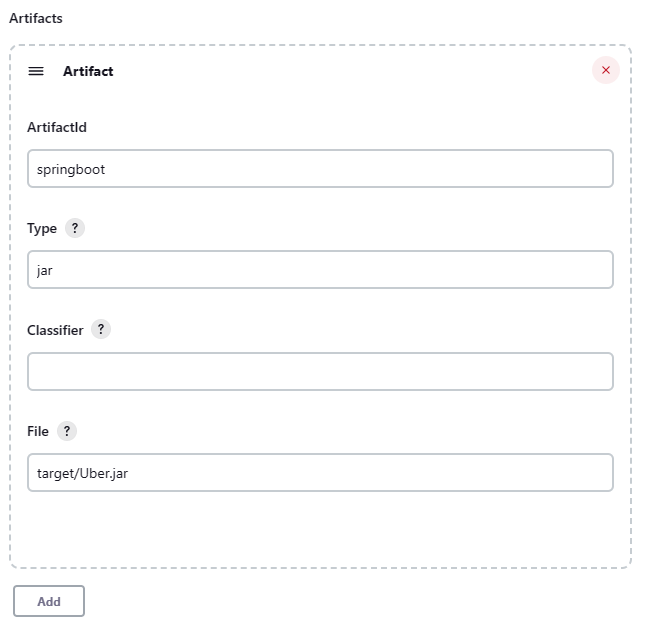 Artifacts
Artifact
ArtifactId
springboot
Type ?
jar
Classifier ?
File ?
target/Uber.jar
Add